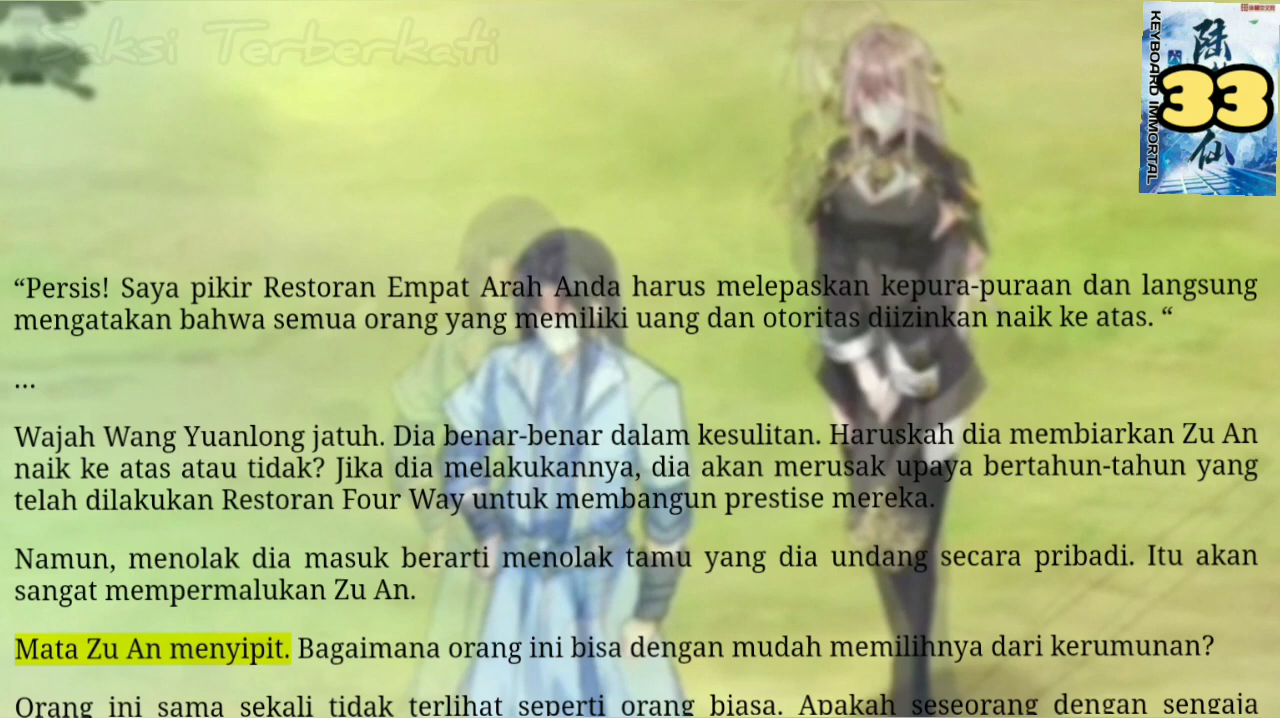 Saksi Terberkati
KEYBOARD IMMORTAL
33
仙
“Persis! Saya pikir Restoran Empat Arah Anda harus melepaskan kepura-puraan dan langsung
mengatakan bahwa semua orang yang memiliki uang dan otoritas diizinkan naik ke atas. “
...
Wajah Wang Yuanlong jatuh. Dia benar-benar dalam kesulitan. Haruskah dia membiarkan Zu An
naik ke atas atau tidak? Jika dia melakukannya, dia akan merusak upaya bertahun-tahun yang
telah dilakukan Restoran Four Way untuk membangun prestise mereka.
Namun, menolak dia masuk berarti menolak tamu yang dia undang secara pribadi. Itu akan
sangat mempermalukan Zu An.
Mata Zu An menyipit. Bagaimana orang ini bisa dengan mudah memilihnya dari kerumunan?
Orang ini sama sekali tidak terlihat seperti orang biasa. Apakah seseorang dengan sengaja